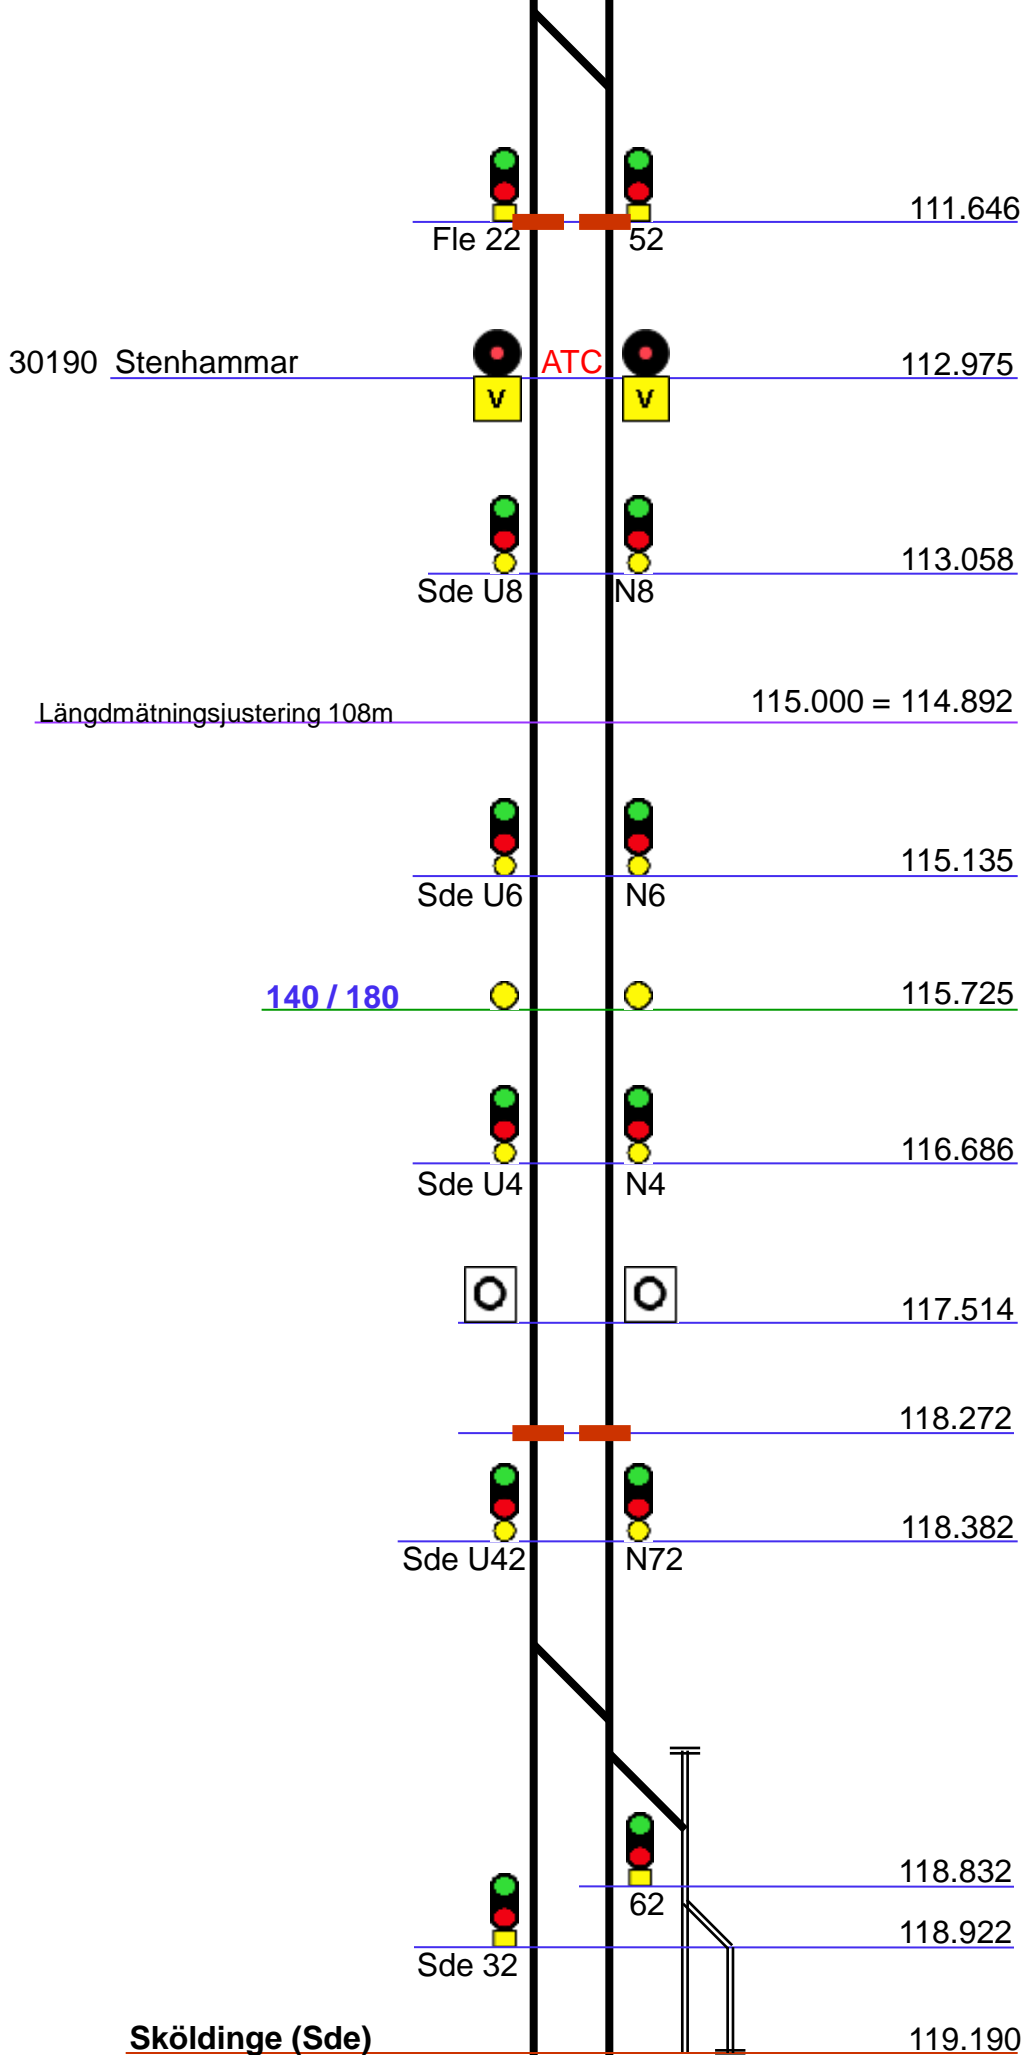 111.646
Fle 22 52
30190 Stenhammar ATC 112.975
V V
113.058
Sde U8 N8
Längdmätningsjustering 108m 115.000 = 114.892
115.135
Sde U6 N6
140 / 180 115.725
116.686
Sde U4 N4
O O
117.514
118.272
118.382
Sde U42 N72
118.832
62
118.922
Sde 32
Sköldinge (Sde) 119.190